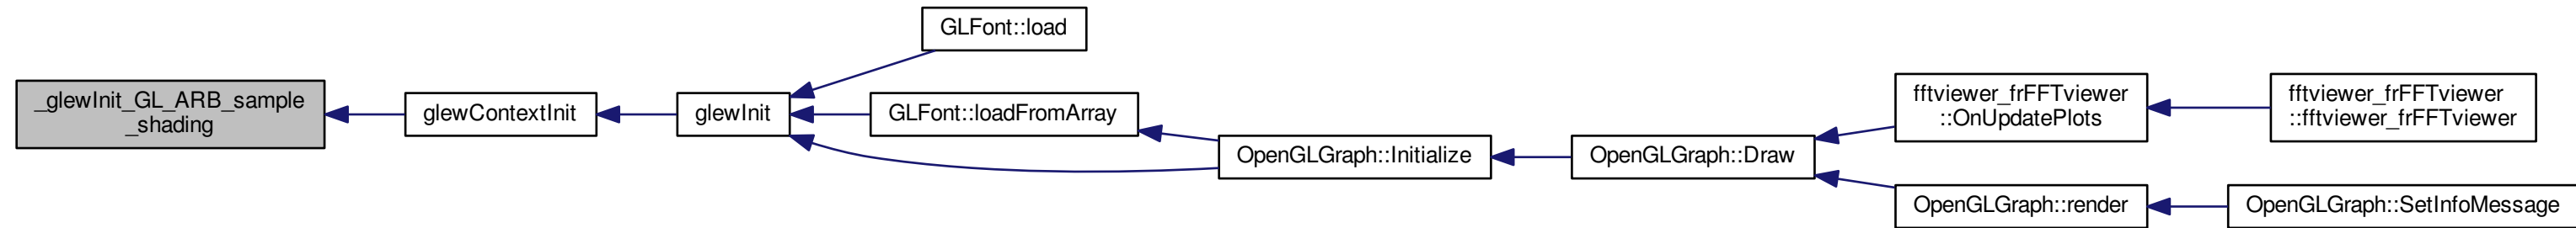 _glewInit_GL_ARB_sample
_shading
glewContextInit
glewInit
GLFont::load
GLFont::loadFromArray
OpenGLGraph::Initialize
OpenGLGraph::Draw
fftviewer_frFFTviewer
::OnUpdatePlots
fftviewer_frFFTviewer
::fftviewer_frFFTviewer
OpenGLGraph::render
OpenGLGraph::SetInfoMessage